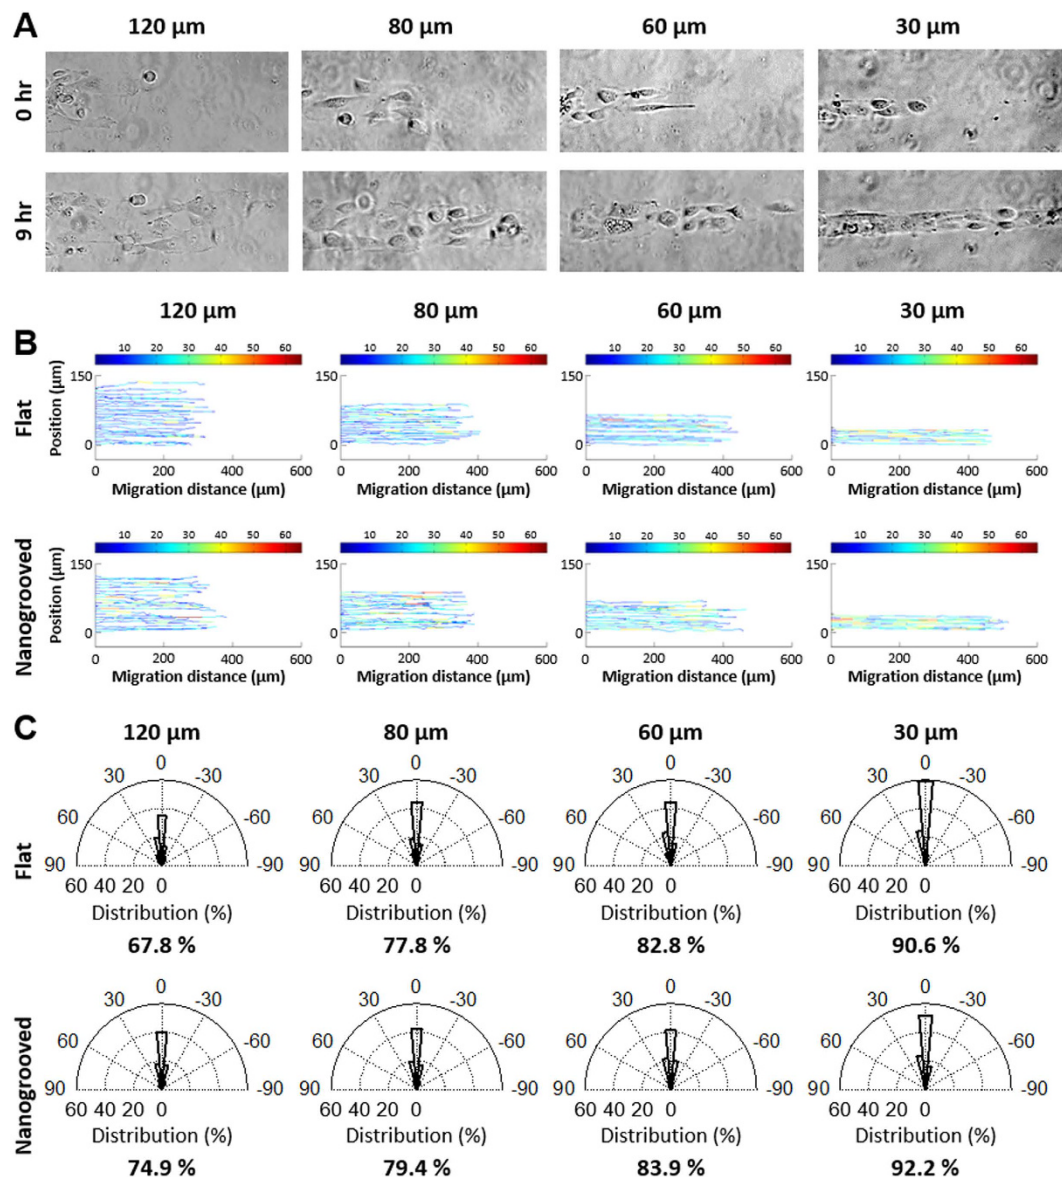 A
120 µm 80 µm 60 µm 30 µm
0 hr
9 hr
B
120 µm 80 µm 60 µm 30 µm
Flat
10 20 30 40 50 60 10 20 30 40 50 60 10 20 30 40 50 60 10 20 30 40 50 60
150 150 150 150
Position (µm)
0 0 0 0
0 200 400 600 0 200 400 600 0 200 400 600 0 200 400 600
Migration distance (µm) Migration distance (µm) Migration distance (µm) Migration distance (µm)
Nanogrooved
10 20 30 40 50 60 10 20 30 40 50 60 10 20 30 40 50 60 10 20 30 40 50 60
150 150 150 150
Position (µm)
0 0 0 0
0 200 400 600 0 200 400 600 0 200 400 600 0 200 400 600
Migration distance (µm) Migration distance (µm) Migration distance (µm) Migration distance (µm)
C
120 µm 80 µm 60 µm 30 µm
Flat
0 0 0 0
30 -30 30 -30 30 -30 30 -30
60 -60 60 -60 60 -60 60 -60
90 -90 90 -90 90 -90 90 -90
60 40 20 0 60 40 20 0 60 40 20 0 60 40 20 0
Distribution (%) Distribution (%) Distribution (%) Distribution (%)
67.8 % 77.8 % 82.8 % 90.6 %
Nanogrooved
0 0 0 0
30 -30 30 -30 30 -30 30 -30
60 -60 60 -60 60 -60 60 -60
90 -90 90 -90 90 -90 90 -90
60 40 20 0 60 40 20 0 60 40 20 0 60 40 20 0
Distribution (%) Distribution (%) Distribution (%) Distribution (%)
74.9 % 79.4 % 83.9 % 92.2 %